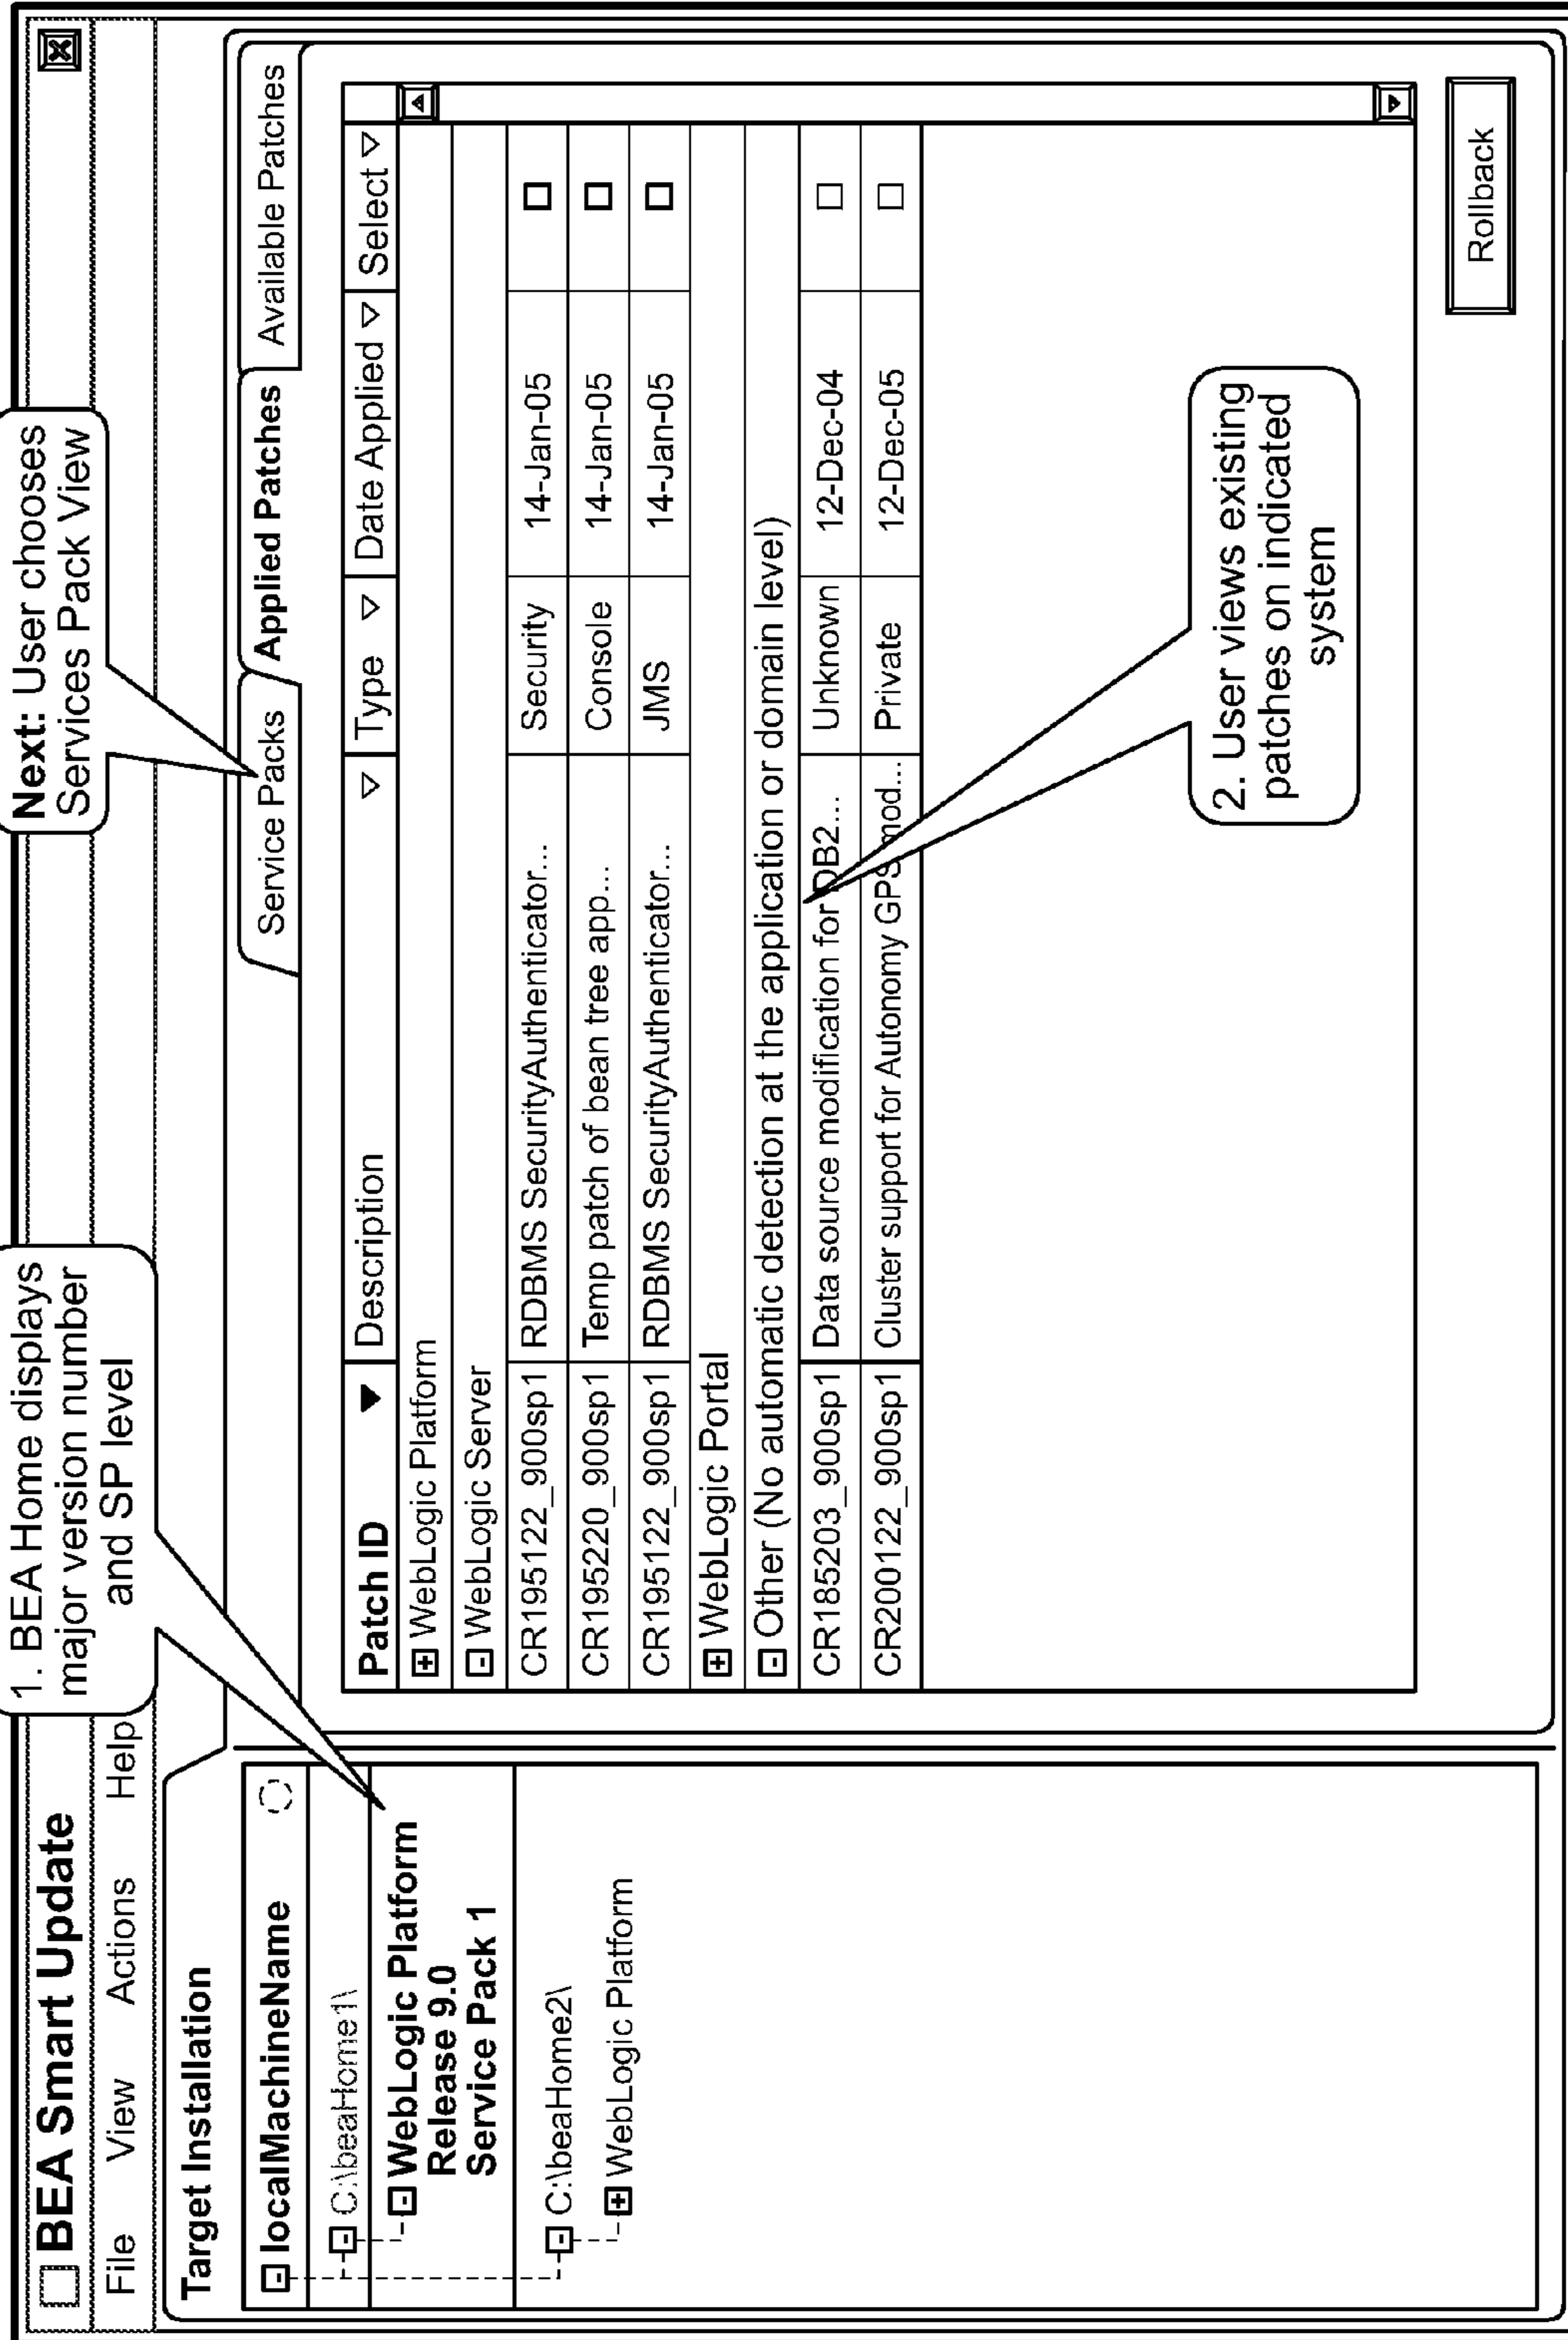 1. BEA Home displays
major version number
and SP level
Next: User chooses
Services Pack View
BEA Smart Update
File View Actions Help
Target Installation
localMachineName
C:\beaHome1\
WebLogic Platform
Release 9.0
Service Pack 1
C:\beaHome2\
WebLogic Platform
Service Packs Applied Patches Available Patches
Patch ID Description Type Date Applied Select
WebLogic Platform
WebLogic Server
CR195122_900sp1 RDBMS SecurityAuthenticator... Security 14-Jan-05
CR195220_900sp1 Temp patch of bean tree app... Console 14-Jan-05
CR195122_900sp1 RDBMS SecurityAuthenticator... JMS 14-Jan-05
WebLogic Portal
Other (No automatic detection at the application or domain level)
CR185203_900sp1 Data source modification for DB2... Unknown 12-Dec-04
CR200122_900sp1 Cluster support for Autonomy GPS mod... Private 12-Dec-05
2. User views existing
patches on indicated
system
Rollback